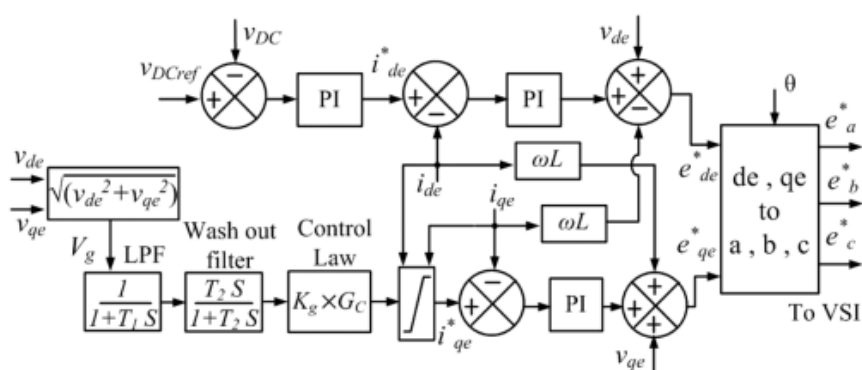 v_DC
v_de
v_DCref
−
+
PI
i*_de
+
−
PI
+
+
−
θ
e*_a
v_de
v_qe
√(v_de² + v_qe²)
i_de
ωL
i_qe
ωL
e*_de
de , qe
to
a , b , c
e*_b
e*_c
V_g
LPF
Wash out
filter
Control
Law
e*_qe
1
1+T_1 S
T_2 S
1+T_2 S
K_g × G_C
i*_qe
−
+
PI
+
+
+
v_qe
To VSI